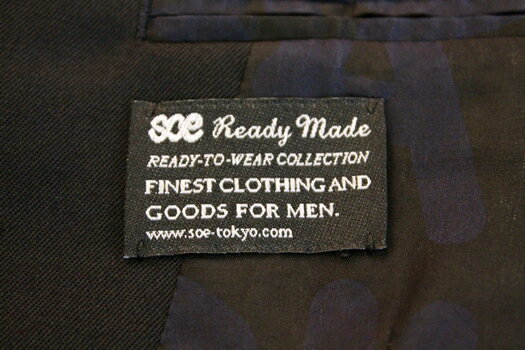 soe Ready Made
READY-TO-WEAR COLLECTION
FINEST CLOTHING AND
GOODS FOR MEN.
www.soe-tokyo.com